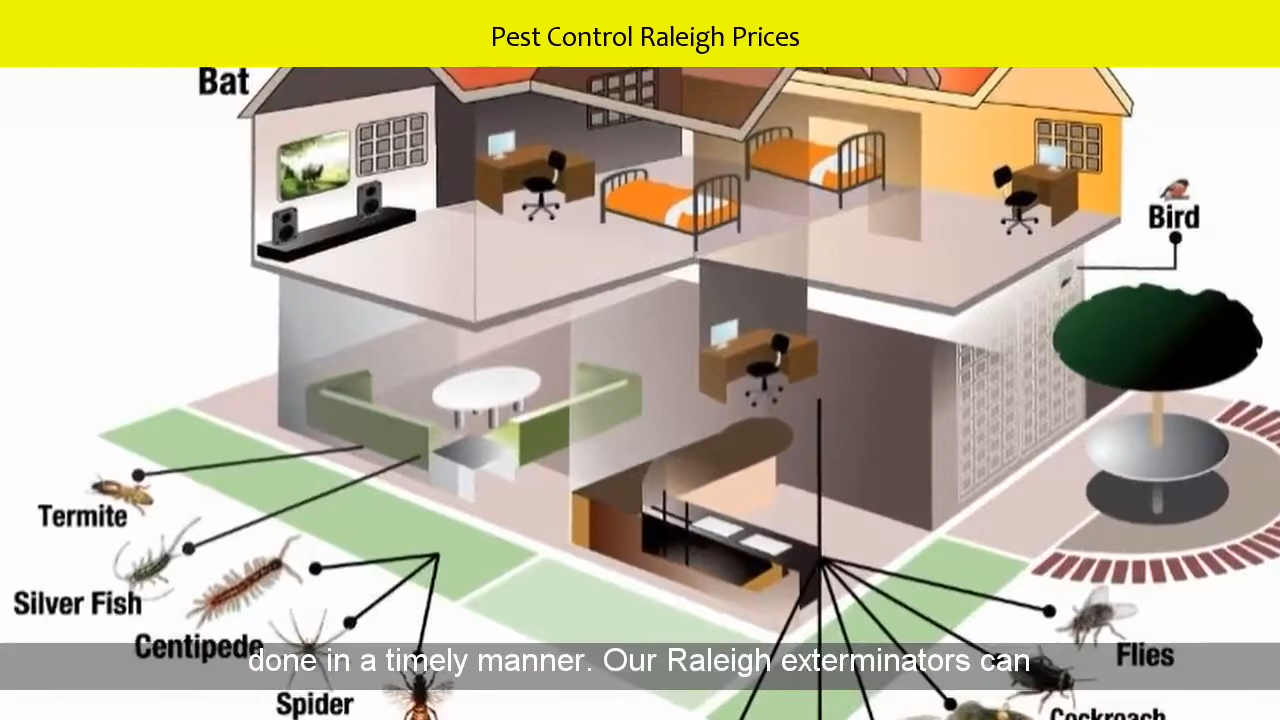 Pest Control Raleigh Prices
Bat
Bird
Termite
Silver Fish
Centipede
done in a timely manner. Our Raleigh exterminators can
Flies
Spider
Cockroach